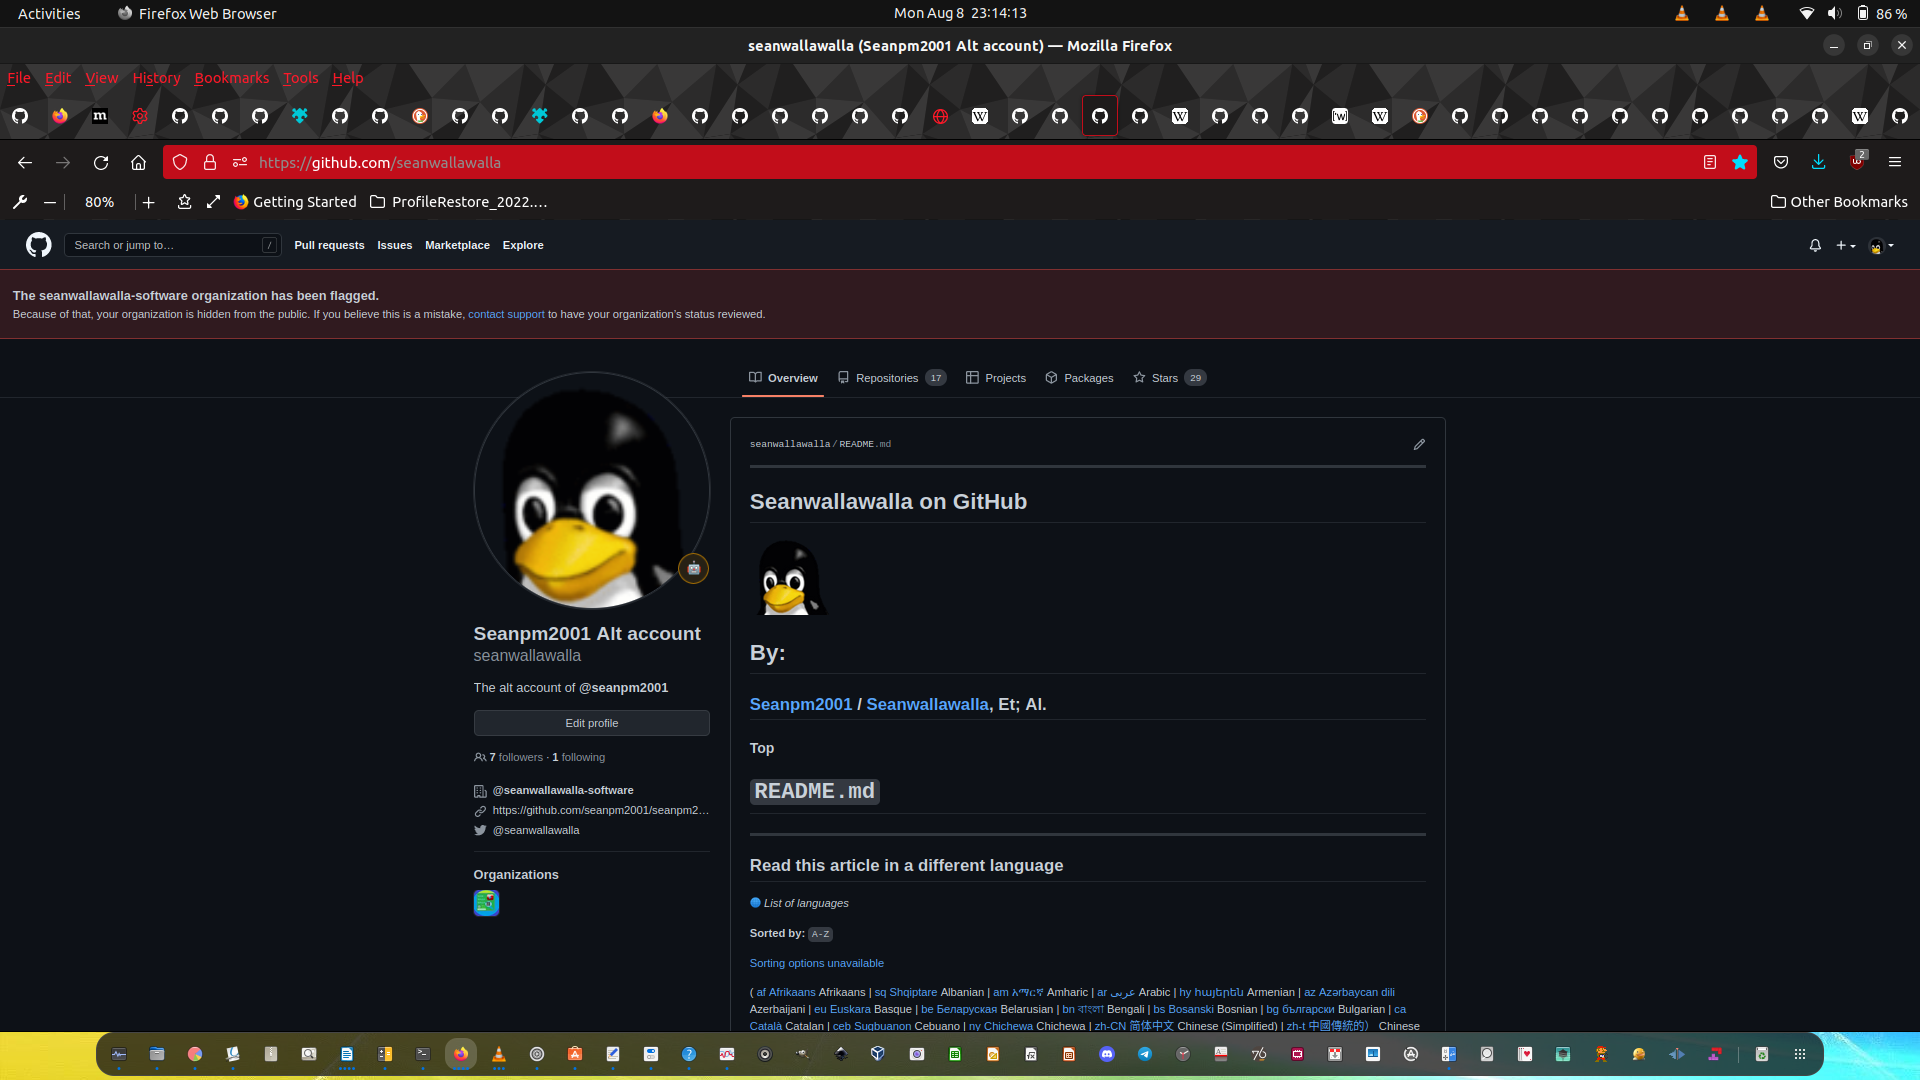 Activities Firefox Web Browser Mon Aug 8 23:14:13 86 %
seanwallawalla (Seanpm2001 Alt account) — Mozilla Firefox
File Edit View History Bookmarks Tools Help
https://github.com/seanwallawalla 2
80% Getting Started ProfileRestore_2022.… Other Bookmarks
Search or jump to… / Pull requests Issues Marketplace Explore
The seanwallawalla-software organization has been flagged.
Because of that, your organization is hidden from the public. If you believe this is a mistake, contact support to have your organization's status reviewed.
Overview Repositories 17 Projects Packages Stars 29
seanwallawalla/README.md
Seanwallawalla on GitHub
Seanpm2001 Alt account
seanwallawalla
The alt account of @seanpm2001
Edit profile
7 followers · 1 following
@seanwallawalla-software
https://github.com/seanpm2001/seanpm2…
@seanwallawalla
Organizations
By:
Seanpm2001 / Seanwallawalla, Et; Al.
Top
README.md
Read this article in a different language
List of languages
Sorted by: A-Z
Sorting options unavailable
( af Afrikaans Afrikaans | sq Shqiptare Albanian | am አማርኛ Amharic | ar عربى Arabic | hy հայերեն Armenian | az Azərbaycan dili
Azerbaijani | eu Euskara Basque | be Беларуская Belarusian | bn বাংলা Bengali | bs Bosanski Bosnian | bg български Bulgarian | ca
Català Catalan | ceb Sugbuanon Cebuano | ny Chichewa Chichewa | zh-CN 简体中文 Chinese (Simplified) | zh-t 中國傳統的） Chinese